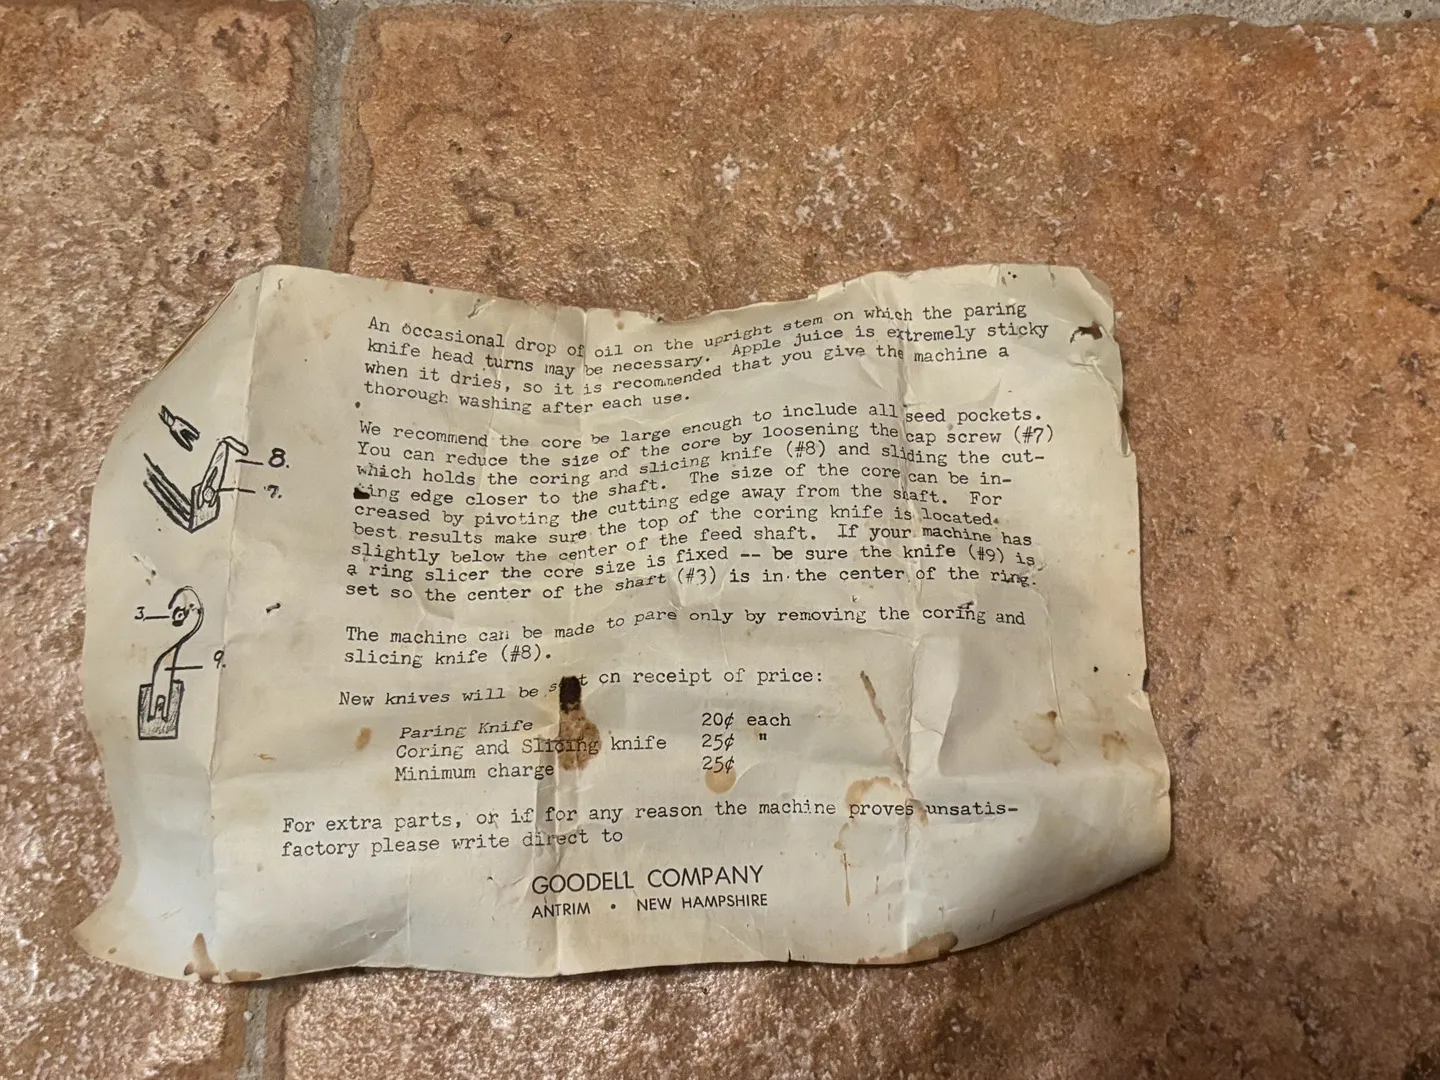 An occasional drop of oil on the upright stem on which the paring
knife head turns may be necessary. Apple juice is extremely sticky
when it dries, so it is recommended that you give the machine a
thorough washing after each use.
We recommend the core be large enough to include all seed pockets.
You can reduce the size of the core by loosening the cap screw (#7)
which holds the coring and slicing knife (#8) and sliding the cut-
ting edge closer to the shaft. The size of the core can be in-
creased by pivoting the cutting edge away from the shaft. For
best results make sure the top of the coring knife is located
slightly below the center of the feed shaft. If your machine has
a ring slicer the core size is fixed -- be sure the knife (#9) is
set so the center of the shaft (#3) is in the center of the ring.
The machine can be made to pare only by removing the coring and
slicing knife (#8).
New knives will be sent on receipt of price:
Paring Knife 20¢ each
Coring and Slicing knife 25¢ "
Minimum charge 25¢
For extra parts, or if for any reason the machine proves unsatis-
factory please write direct to
GOODELL COMPANY
ANTRIM • NEW HAMPSHIRE
8.
7.
3.
9.